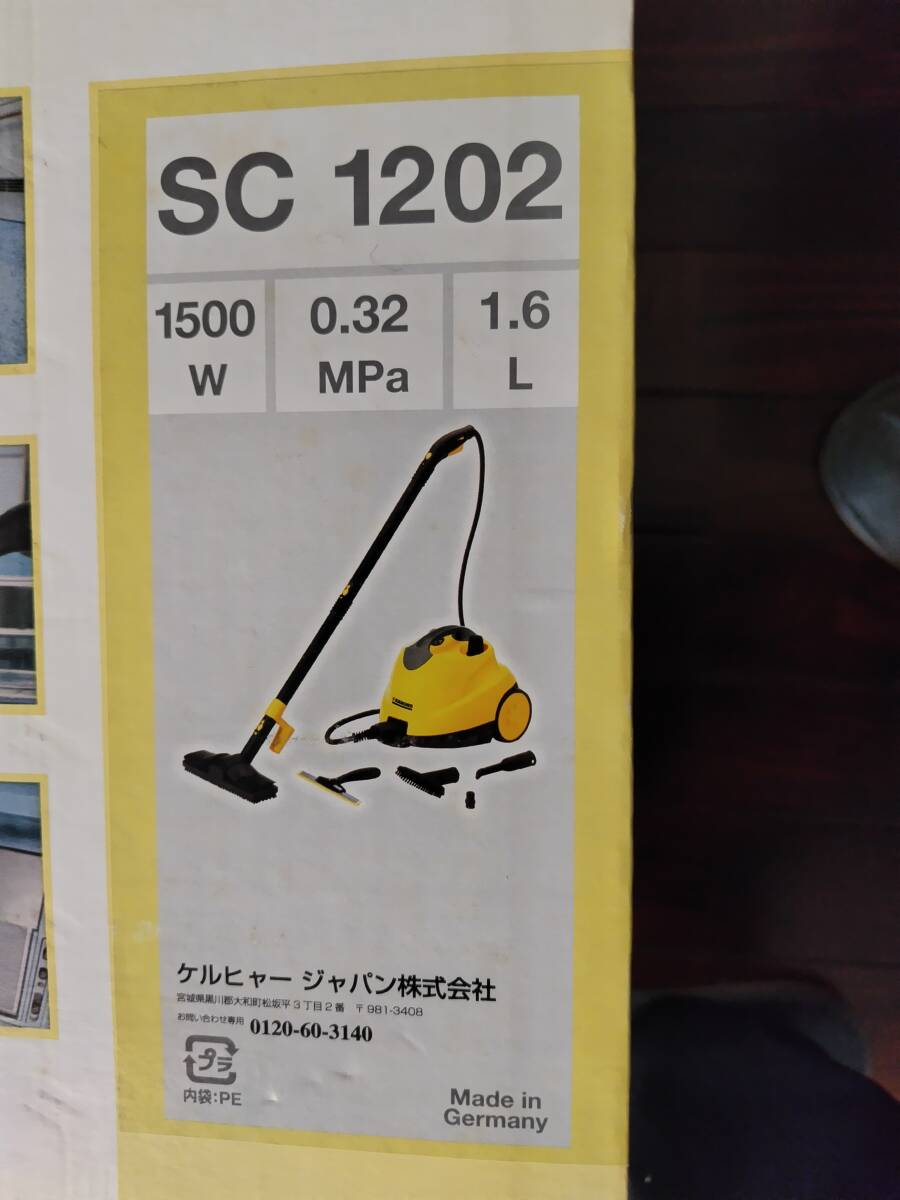 SC 1202
1500
W
0.32
MPa
1.6
L
ケルヒャー ジャパン株式会社
宮城県黒川郡大和町松坂平3丁目2番 〒981-3408
お問い合わせ専用 0120-60-3140
プラ
内袋:PE
Made in
Germany